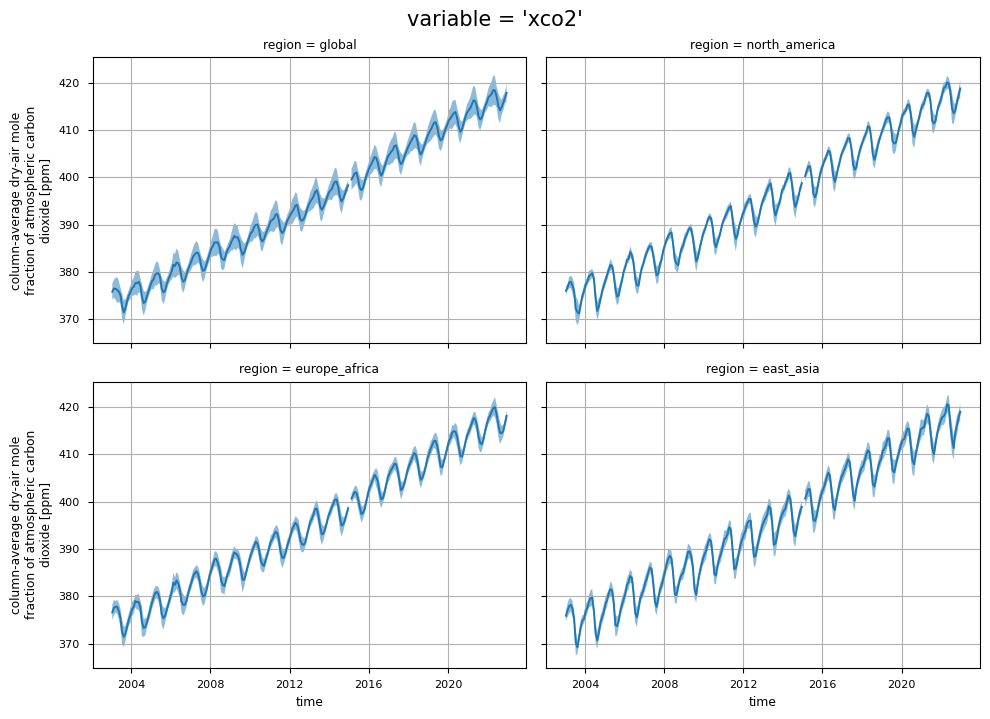 variable = 'xco2'
region = global
region = north_america
column-average dry-air mole
fraction of atmospheric carbon
dioxide [ppm]
420
410
400
390
380
370
region = europe_africa
region = east_asia
column-average dry-air mole
fraction of atmospheric carbon
dioxide [ppm]
420
410
400
390
380
370
2004 2008 2012 2016 2020
2004 2008 2012 2016 2020
time
time